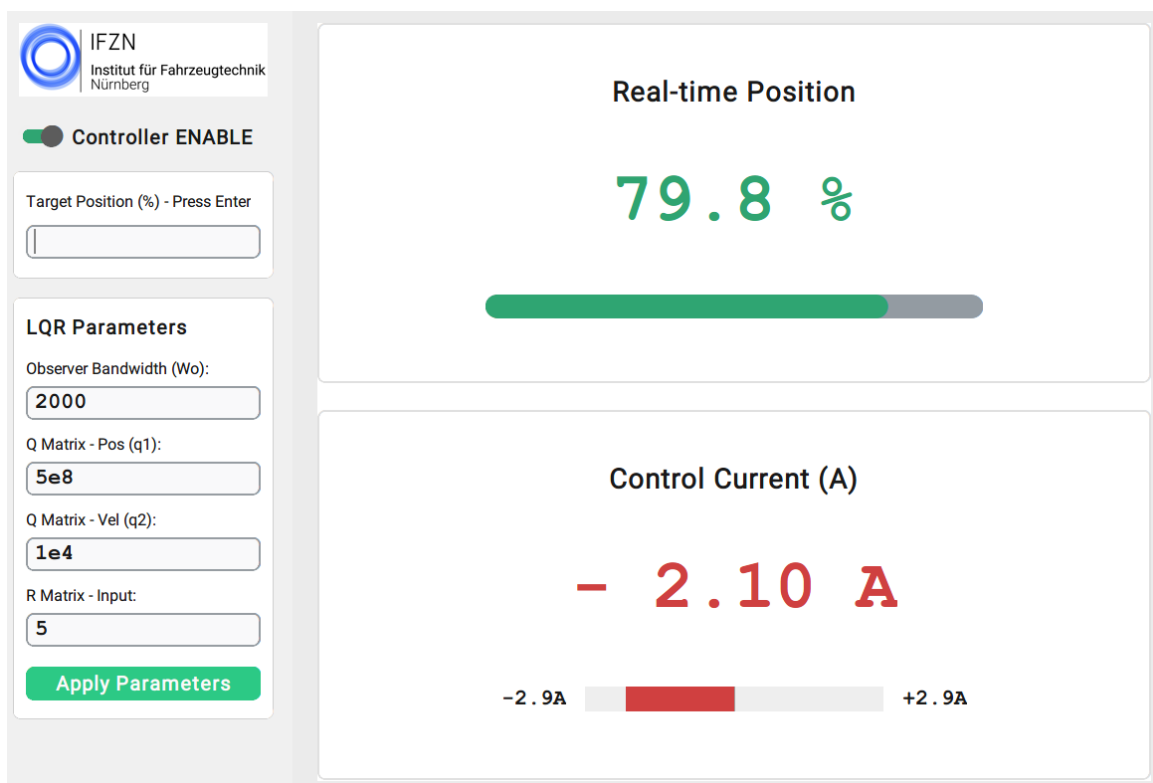 IFZN
Institut für Fahrzeugtechnik
Nürnberg
Controller ENABLE
Target Position (%) - Press Enter
LQR Parameters
Observer Bandwidth (Wo):
2000
Q Matrix - Pos (q1):
5e8
Q Matrix - Vel (q2):
1e4
R Matrix - Input:
5
Apply Parameters
Real-time Position
79.8 %
Control Current (A)
- 2.10 A
-2.9A
+2.9A